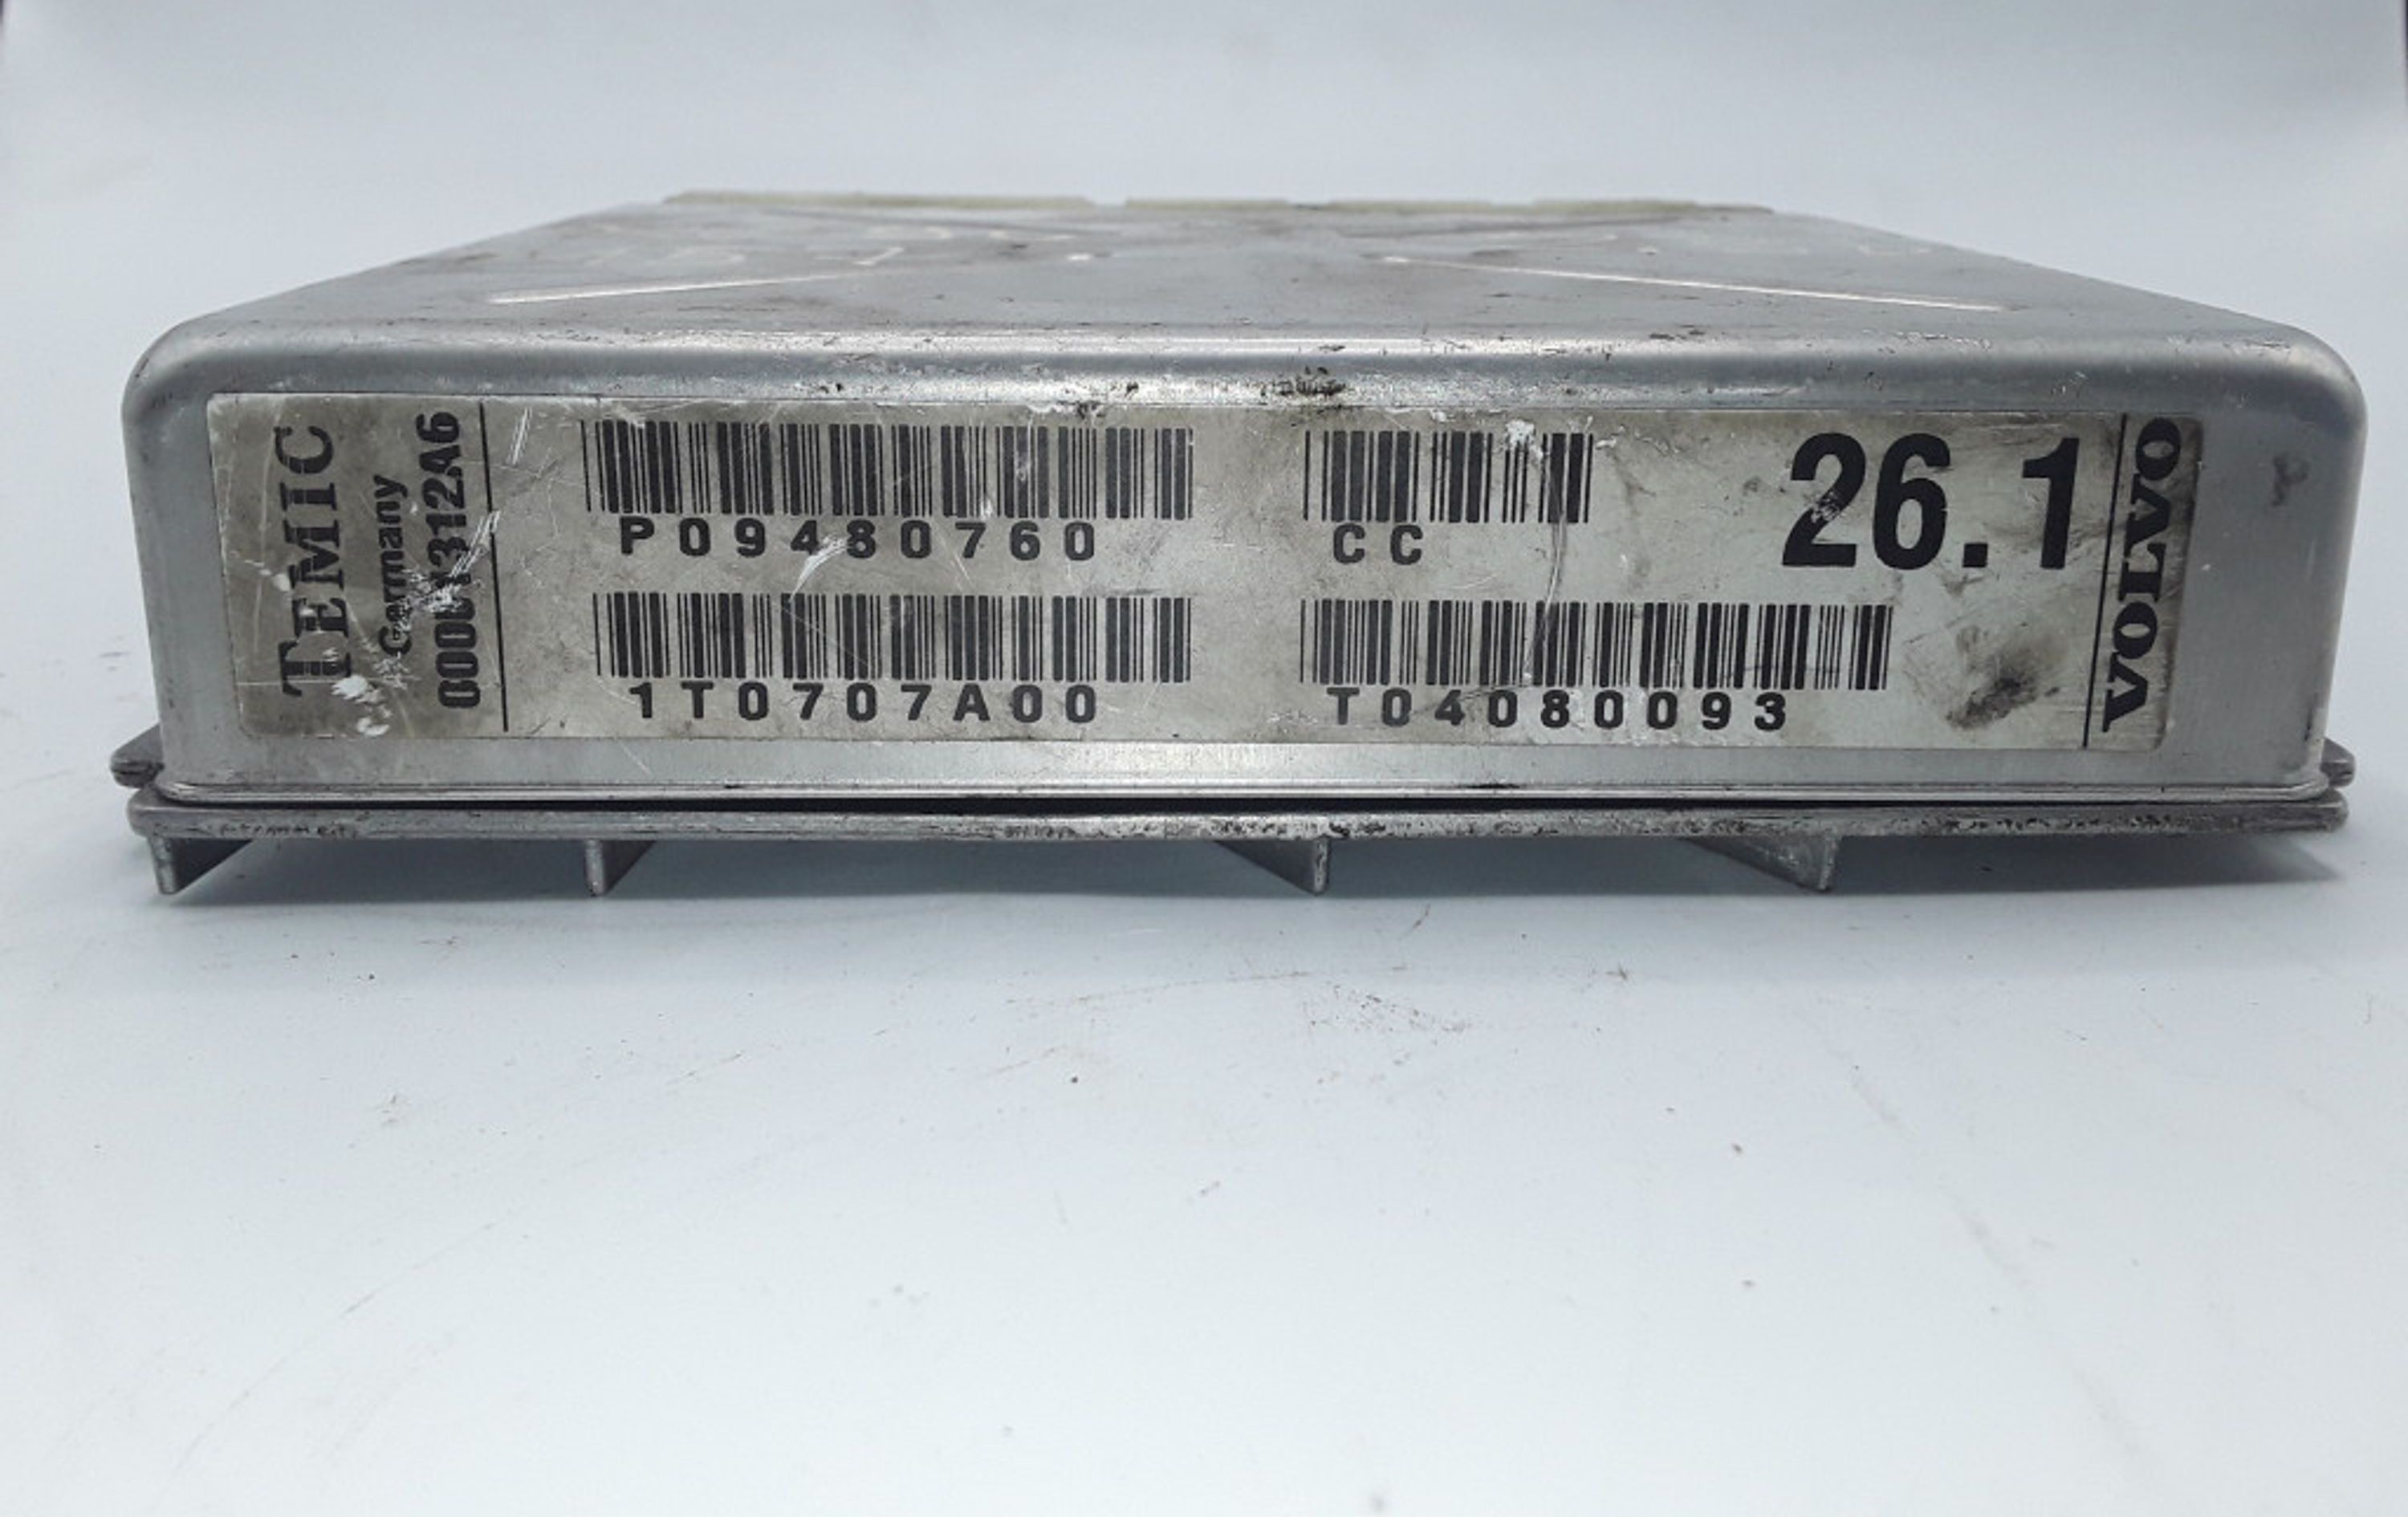 TEMIC
Germany
00001312A6
P09480760
CC
26.1
1T0707A00
T04080093
VOLVO